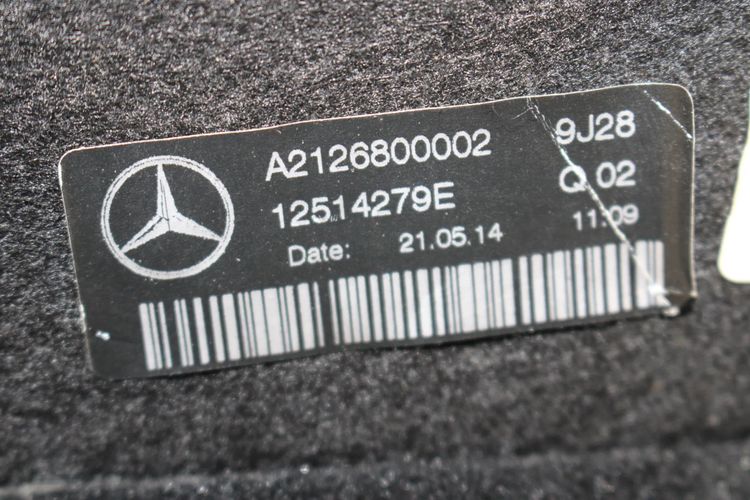 A2126800002 9J28
12514279E Q 02
Date: 21.05.14 11:09